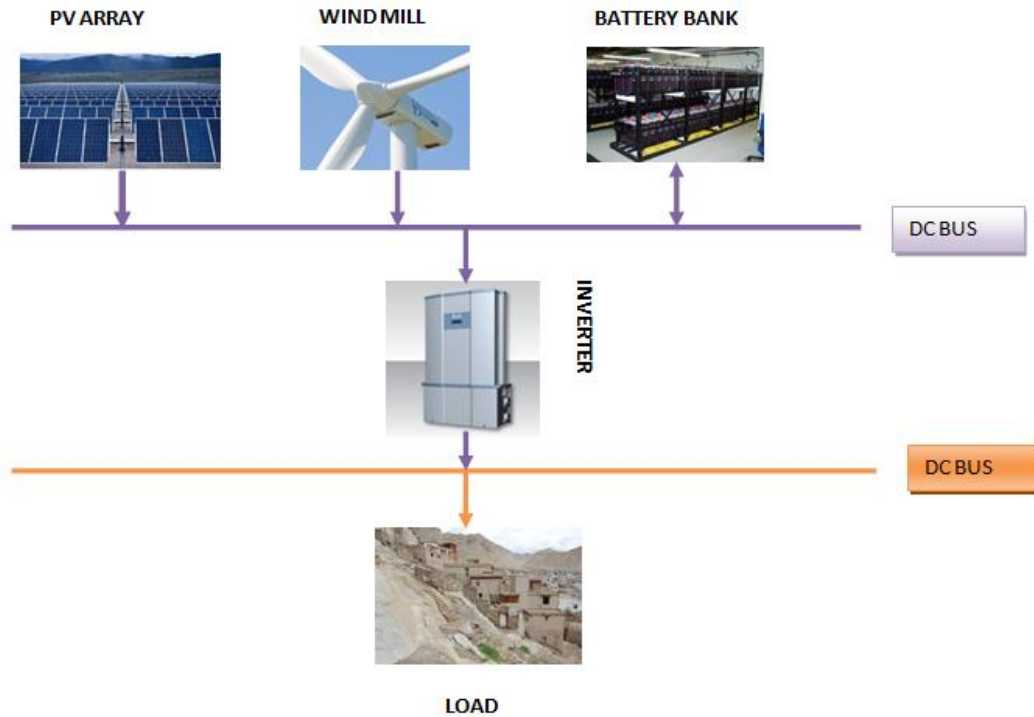 PV ARRAY
WIND MILL
BATTERY BANK
DC BUS
INVERTER
DC BUS
LOAD